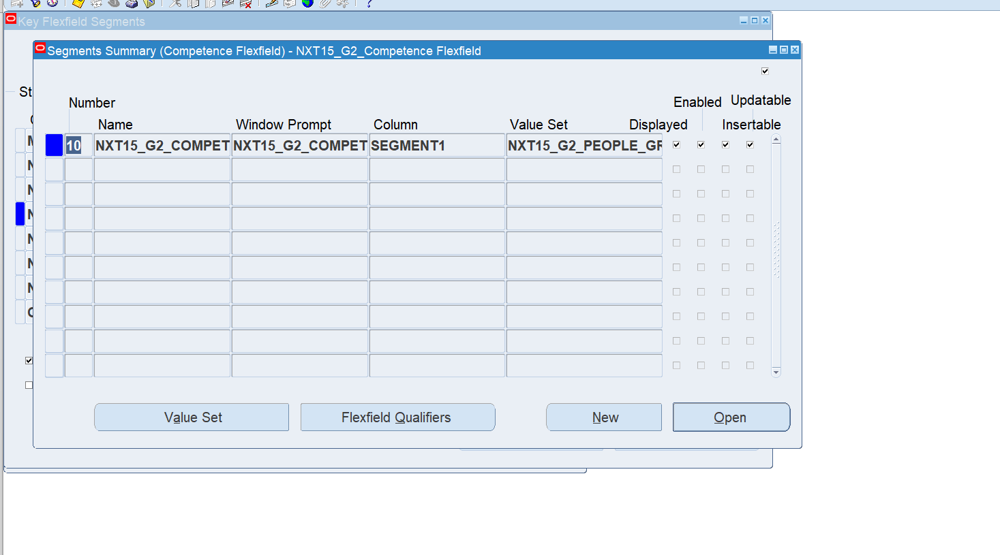 Key Flexfield Segments
Segments Summary (Competence Flexfield) - NXT15_G2_Competence Flexfield
St
Number
Enabled Updatable
Name Window Prompt Column Value Set Displayed Insertable
10 NXT15_G2_COMPET NXT15_G2_COMPET SEGMENT1 NXT15_G2_PEOPLE_GR
Value Set Flexfield Qualifiers New Open